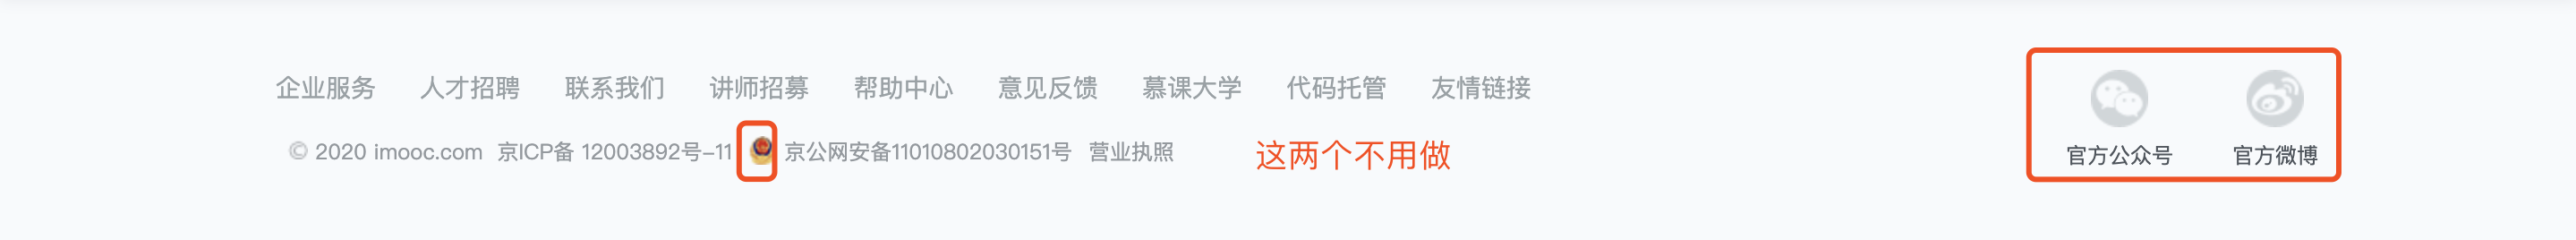 企业服务 人才招聘 联系我们 讲师招募 帮助中心 意见反馈 慕课大学 代码托管 友情链接
© 2020 imooc.com 京ICP备 12003892号-11 京公网安备11010802030151号 营业执照
这两个不用做
官方公众号 官方微博